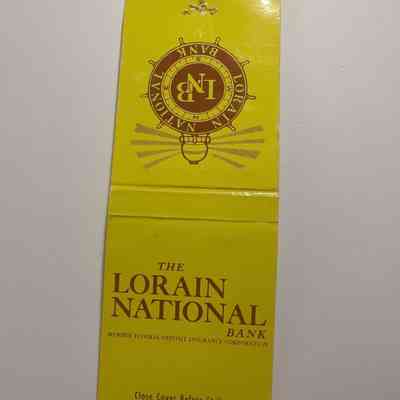 LORAIN NATIONAL BANK
LNB
THE
LORAIN
NATIONAL
BANK
MEMBER FEDERAL DEPOSIT INSURANCE CORPORATION
Close Cover Before